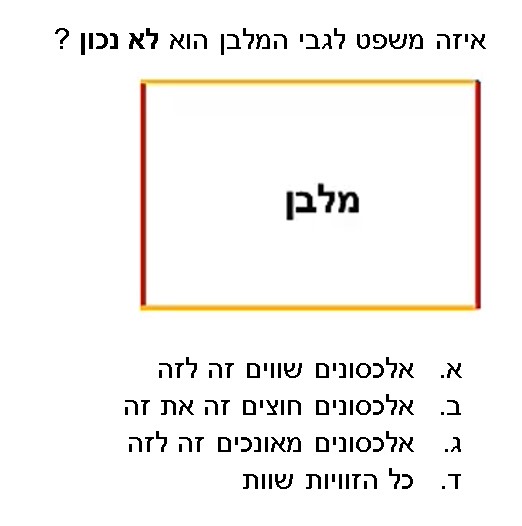 איזה משפט לגבי המלבן הוא לא נכון ?
מלבן
א. אלכסונים שווים זה לזה
ב. אלכסונים חוצים זה את זה
ג. אלכסונים מאונכים זה לזה
ד. כל הזוויות שוות